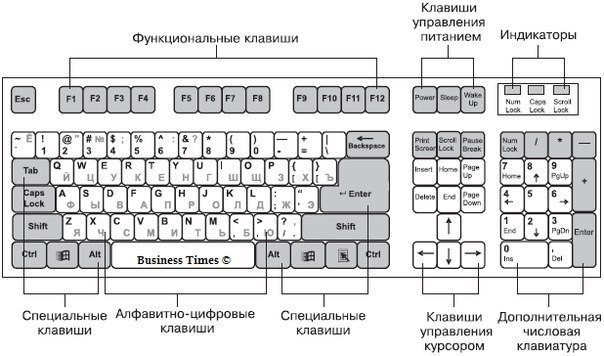 Функциональные клавиши
Клавиши
управления
питанием
Индикаторы
Esc F1 F2 F3 F4 F5 F6 F7 F8 F9 F10 F11 F12 Power Sleep Wake Up
Num Lock Caps Lock Scroll Lock
~ Ё ! 1 @ " 2 # № 3 $ ; 4 % 5 ^ : 6 & ? 7 * 8 ( 9 ) 0 — - + = | \ ← Backspace
Print Screen Scroll Lock Pause Break Num Lock / * —
Tab Q Й W Ц E У R К T Е Y Н U Г I Ш O Щ P З { [ Х } ] Ъ
Insert Home Page Up 7 Home 8 ↑ 9 PgUp +
Caps Lock A Ф S Ы D В F А G П H Р J О K Л L Д : ; Ж " ' Э ↵ Enter
Delete End Page Down 4 ← 5 6 →
Shift Z Я X Ч C С V М B И N Т M Ь < , Б > . Ю ? / Shift
↑ 1 End 2 ↓ 3 PgDn Enter
Ctrl Alt Business Times © Alt Ctrl
← ↓ → 0 Ins . Del
Специальные
клавиши
Алфавитно-цифровые
клавиши
Специальные
клавиши
Клавиши
управления
курсором
Дополнительная
числовая
клавиатура